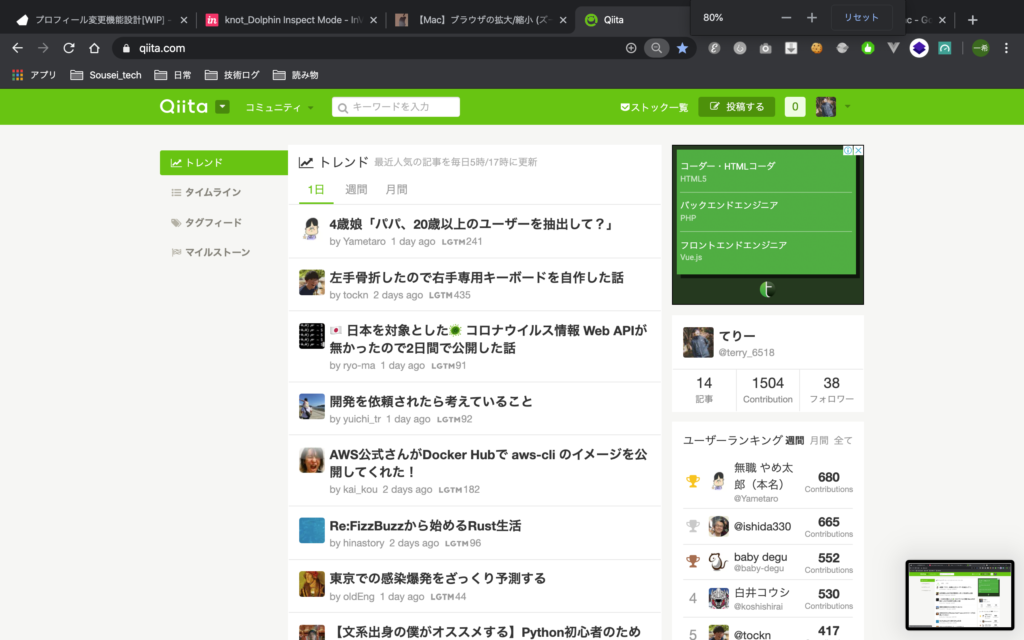 プロフィール変更機能設計[WIP] -
knot_Dolphin Inspect Mode - InV
【Mac】ブラウザの拡大/縮小 (ズー
Qiita
80%
リセット
qiita.com
アプリ
Sousei_tech
日常
技術ログ
読み物
Qiita
コミュニティ
キーワードを入力
ストック一覧
投稿する
0
トレンド
タイムライン
タグフィード
マイルストーン
トレンド 最近人気の記事を毎日5時/17時に更新
1日 週間 月間
4歳娘「パパ、20歳以上のユーザーを抽出して？」
by Yametaro 1 day ago LGTM241
左手骨折したので右手専用キーボードを自作した話
by tockn 2 days ago LGTM435
🇯🇵 日本を対象とした コロナウイルス情報 Web APIが
無かったので2日間で公開した話
by ryo-ma 1 day ago LGTM91
開発を依頼されたら考えていること
by yuichi_tr 1 day ago LGTM92
AWS公式さんがDocker Hubで aws-cli のイメージを公
開してくれた！
by kai_kou 2 days ago LGTM182
Re:FizzBuzzから始めるRust生活
by hinastory 2 days ago LGTM96
東京での感染爆発をざっくり予測する
by oldEng 1 day ago LGTM44
【文系出身の僕がオススメする】Python初心者のため
コーダー・HTMLコーダ
HTML5
バックエンドエンジニア
PHP
フロントエンドエンジニア
Vue.js
てりー
@terry_6518
14 1504 38
記事 Contribution フォロワー
ユーザーランキング 週間 月間 全て
無職 やめ太
郎（本名）
@Yametaro
680
Contributions
@ishida330
665
Contributions
baby degu
@baby-degu
552
Contributions
4
白井コウシ
@koshishirai
530
Contributions
5
@tockn
417